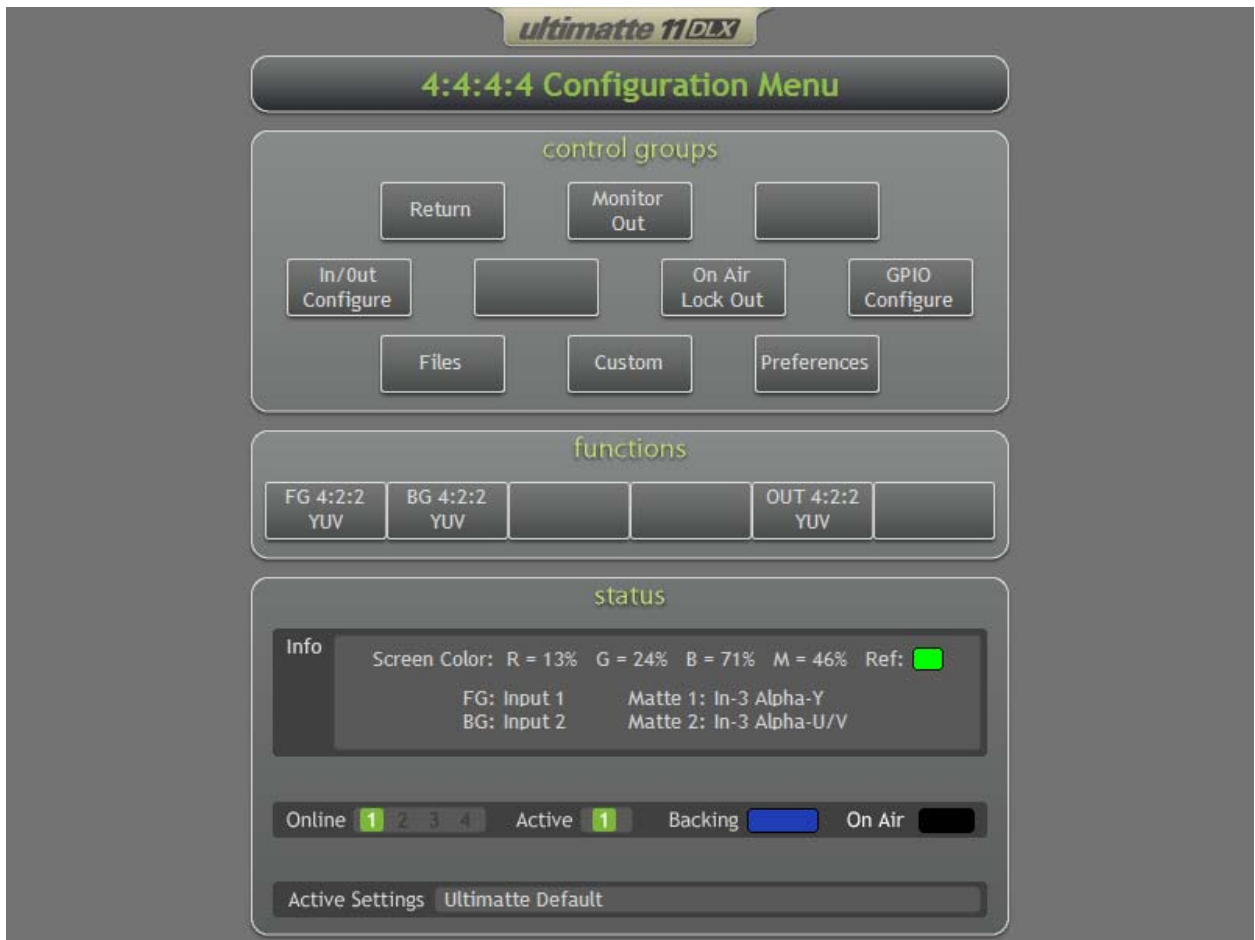 ultimatte 11 DLX
4:4:4:4 Configuration Menu
control groups
Return
Monitor
Out
In/0ut
Configure
On Air
Lock Out
GPIO
Configure
Files
Custom
Preferences
functions
FG 4:2:2
YUV
BG 4:2:2
YUV
OUT 4:2:2
YUV
status
Info
Screen Color: R = 13% G = 24% B = 71% M = 46% Ref:
FG: Input 1 Matte 1: In-3 Alpha-Y
BG: Input 2 Matte 2: In-3 Alpha-U/V
Online 1 2 3 4 Active 1 Backing On Air
Active Settings Ultimatte Default